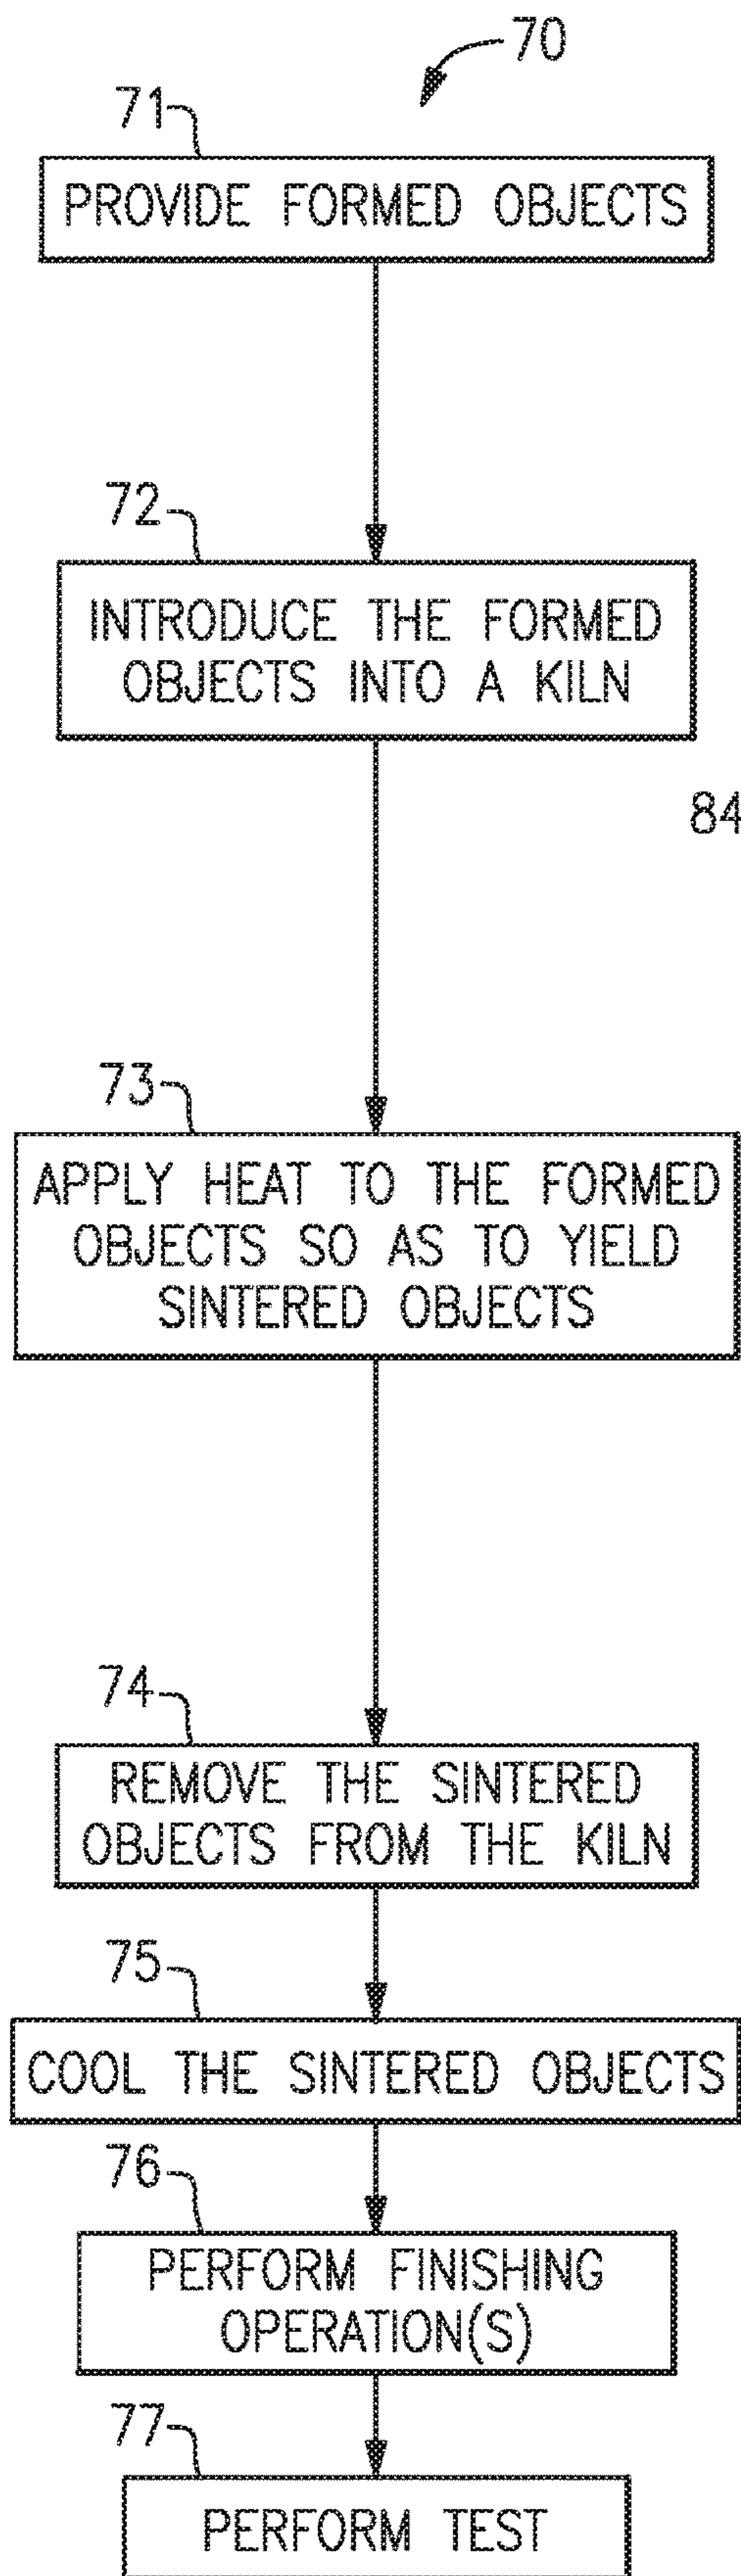 70
71
PROVIDE FORMED OBJECTS
72
INTRODUCE THE FORMED
OBJECTS INTO A KILN
84
73
APPLY HEAT TO THE FORMED
OBJECTS SO AS TO YIELD
SINTERED OBJECTS
74
REMOVE THE SINTERED
OBJECTS FROM THE KILN
75
COOL THE SINTERED OBJECTS
76
PERFORM FINISHING
OPERATION(S)
77
PERFORM TEST